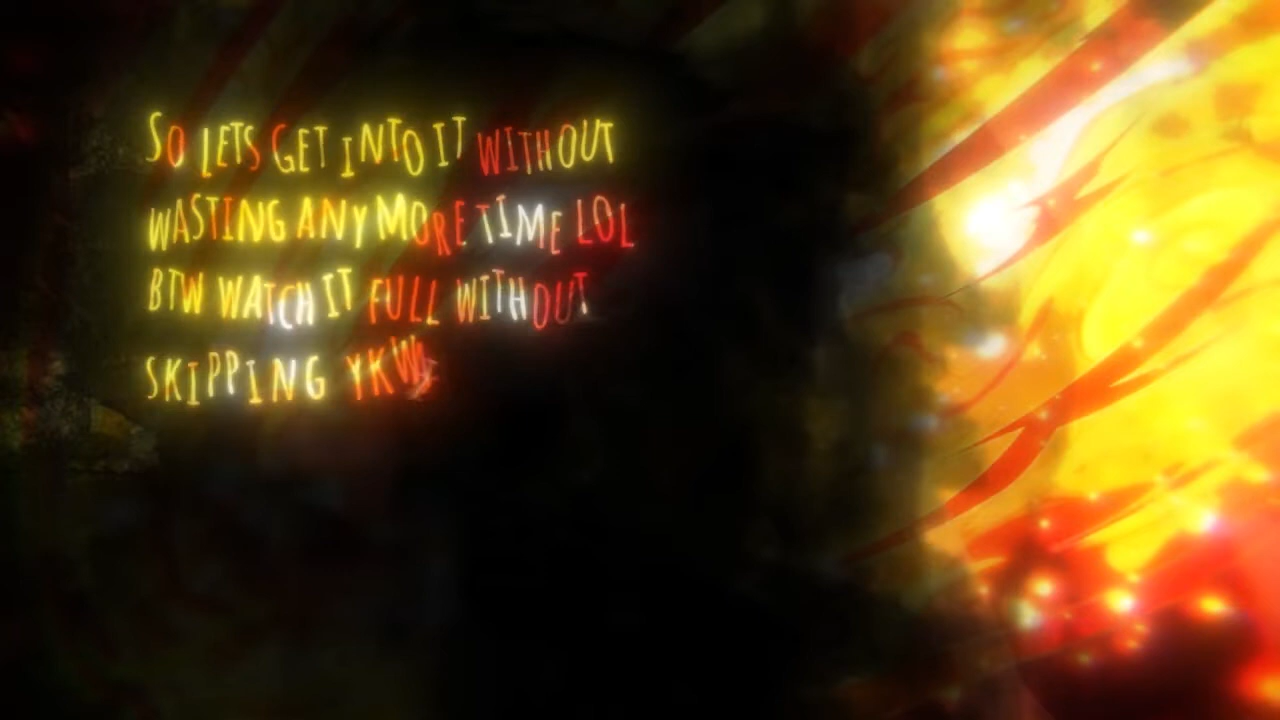 SO LETS GET INTO IT WITHOUT
WASTING ANY MORE TIME LOL
BTW WATCH IT FULL WITHOUT
SKIPPING YKW